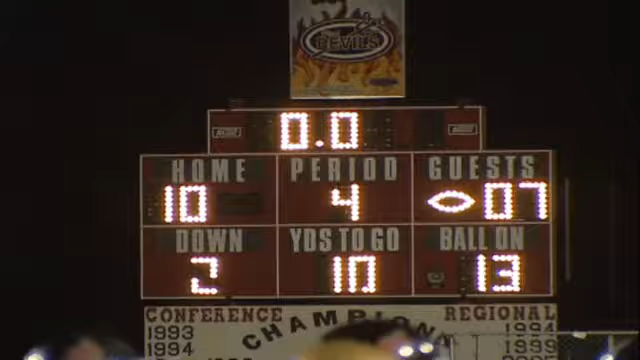 DEVILS
0.0
HOME PERIOD GUESTS
10 4 07
DOWN YDS TO GO BALL ON
2 10 13
CONFERENCE REGIONAL
CHAMPION
1993 1994
1994 1999